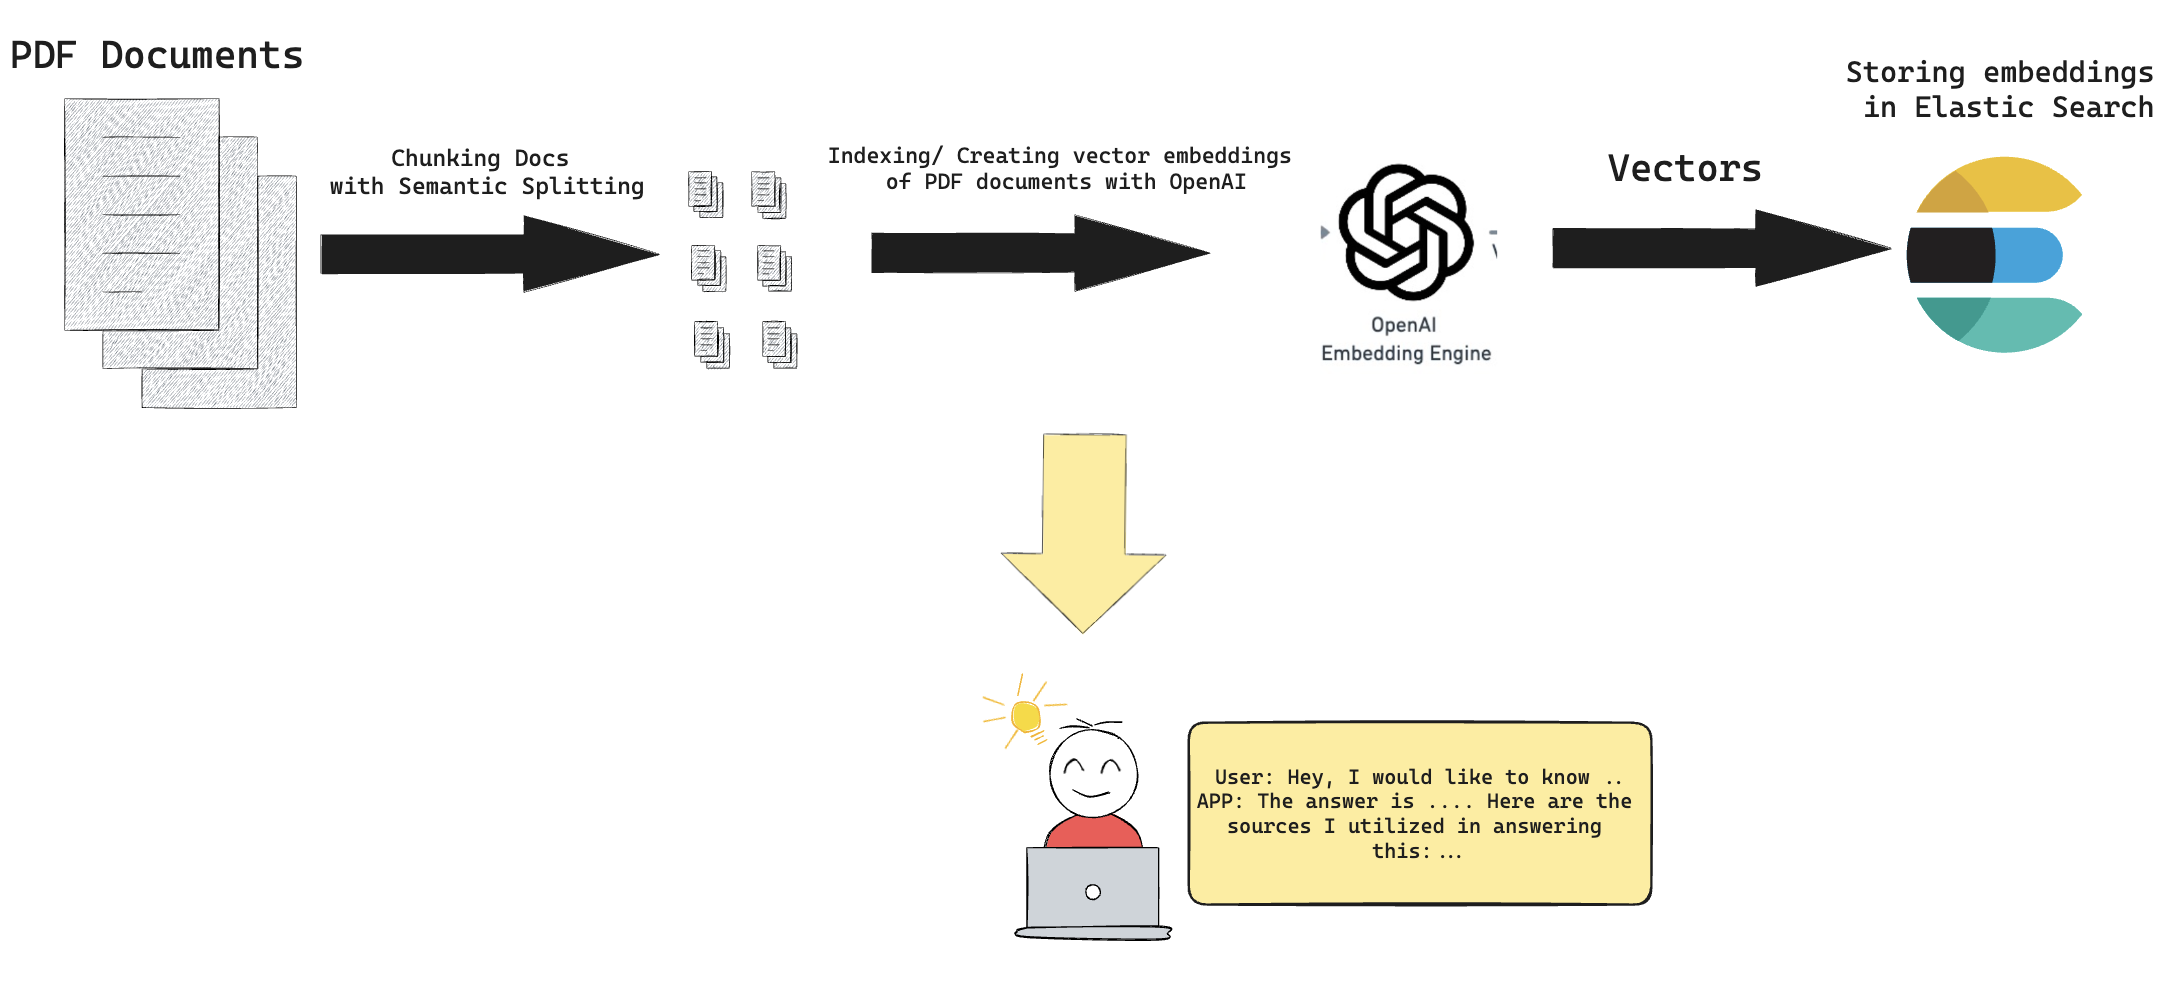 PDF Documents
Chunking Docs
with Semantic Splitting
Indexing/ Creating vector embeddings
of PDF documents with OpenAI
OpenAI
Embedding Engine
Vectors
Storing embeddings
in Elastic Search
User: Hey, I would like to know ..
APP: The answer is .... Here are the
sources I utilized in answering
this: ...